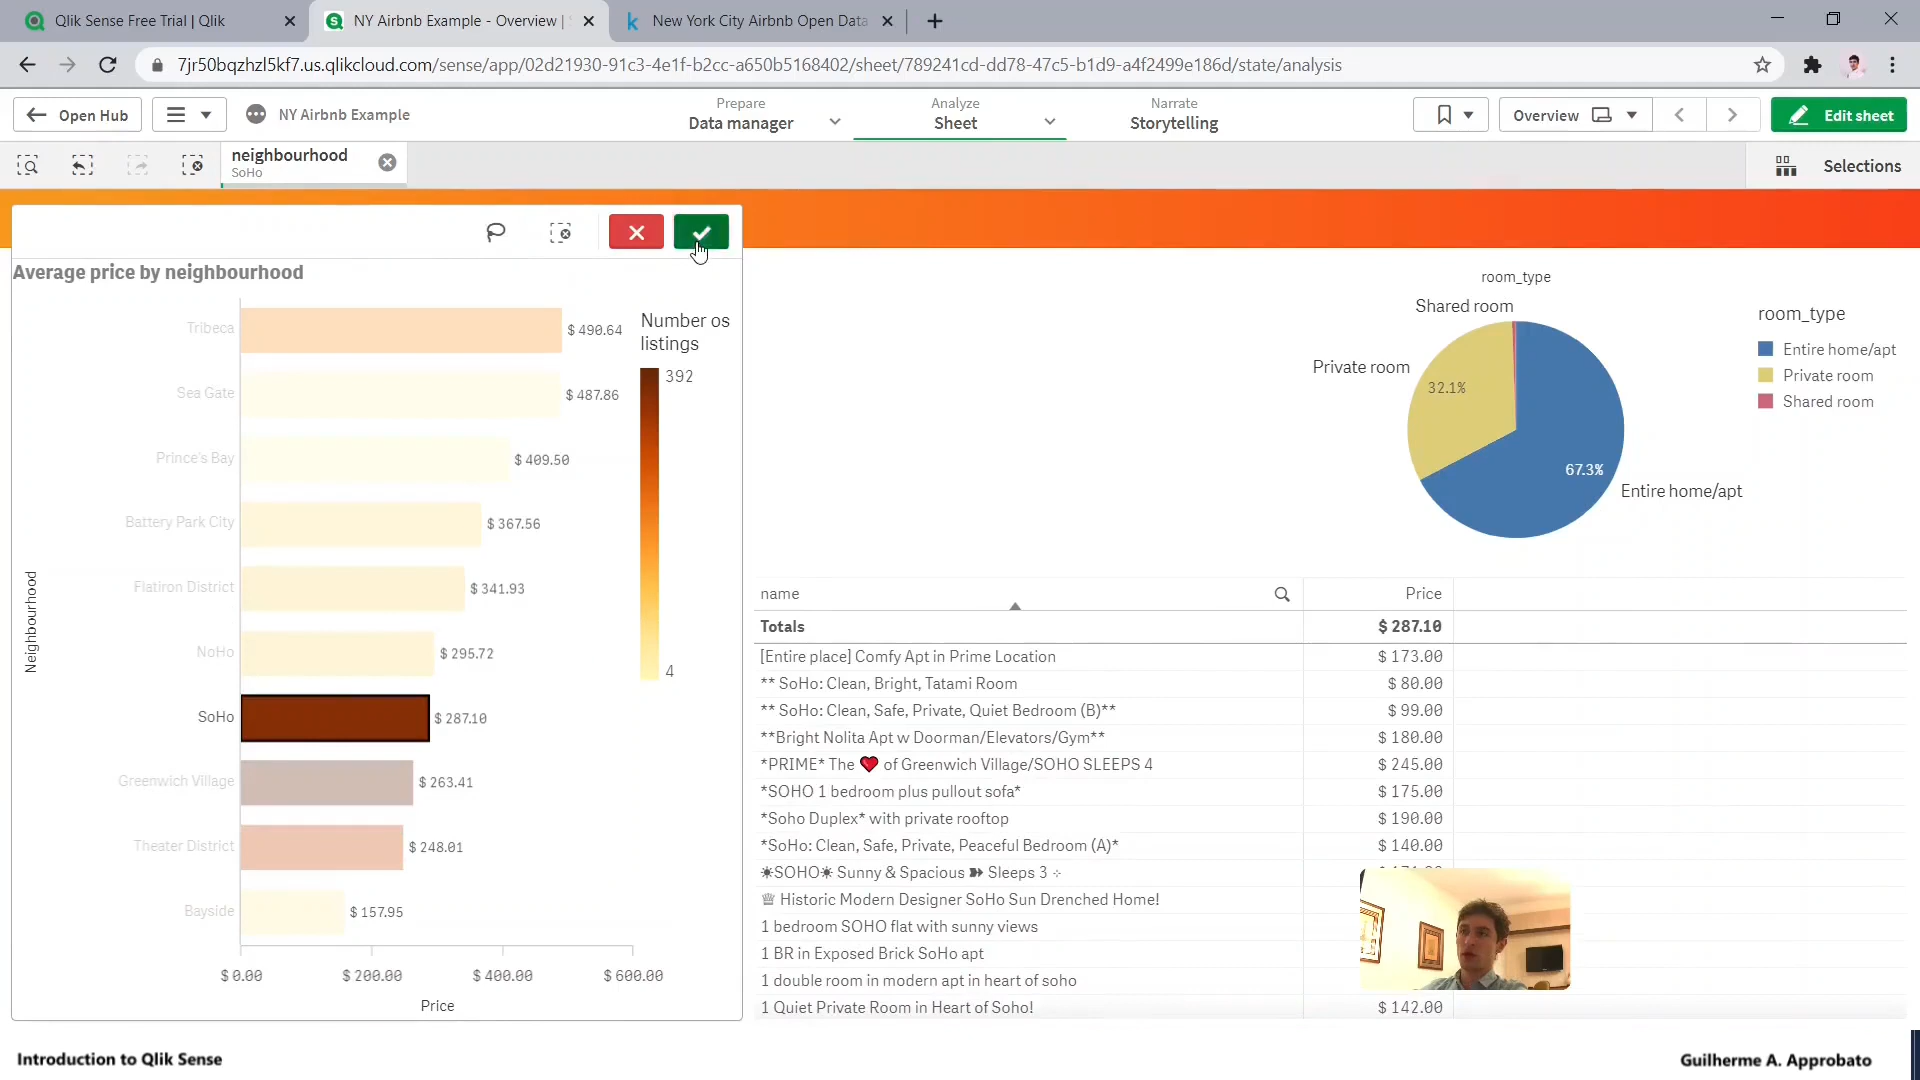 Qlik Sense Free Trial | Qlik
NY Airbnb Example - Overview |
New York City Airbnb Open Data
7jr50bqzhzl5kf7.us.qlikcloud.com/sense/app/02d21930-91c3-4e1f-b2cc-a650b5168402/sheet/789241cd-dd78-47c5-b1d9-a4f2499e186d/state/analysis
Open Hub
NY Airbnb Example
Prepare
Data manager
Analyze
Sheet
Narrate
Storytelling
Overview
Edit sheet
neighbourhood
SoHo
Selections
Average price by neighbourhood
Neighbourhood
Tribeca $ 490.64
Sea Gate $ 487.86
Prince's Bay $ 409.50
Battery Park City $ 367.56
Flatiron District $ 341.93
NoHo $ 295.72
SoHo $ 287.10
Greenwich Village $ 263.41
Theater District $ 248.01
Bayside $ 157.95
$ 0.00 $ 200.00 $ 400.00 $ 600.00
Price
Number os
listings
392
4
room_type
Shared room
Private room
32.1%
67.3%
Entire home/apt
room_type
Entire home/apt
Private room
Shared room
name Price
Totals $ 287.10
[Entire place] Comfy Apt in Prime Location $ 173.00
** SoHo: Clean, Bright, Tatami Room $ 80.00
** SoHo: Clean, Safe, Private, Quiet Bedroom (B)** $ 99.00
**Bright Nolita Apt w Doorman/Elevators/Gym** $ 180.00
*PRIME* The ❤ of Greenwich Village/SOHO SLEEPS 4 $ 245.00
*SOHO 1 bedroom plus pullout sofa* $ 175.00
*Soho Duplex* with private rooftop $ 190.00
*SoHo: Clean, Safe, Private, Peaceful Bedroom (A)* $ 140.00
☀SOHO☀ Sunny & Spacious ➽ Sleeps 3 ⊹
♕ Historic Modern Designer SoHo Sun Drenched Home!
1 bedroom SOHO flat with sunny views
1 BR in Exposed Brick SoHo apt
1 double room in modern apt in heart of soho
1 Quiet Private Room in Heart of Soho! $ 142.00
Introduction to Qlik Sense
Guilherme A. Approbato